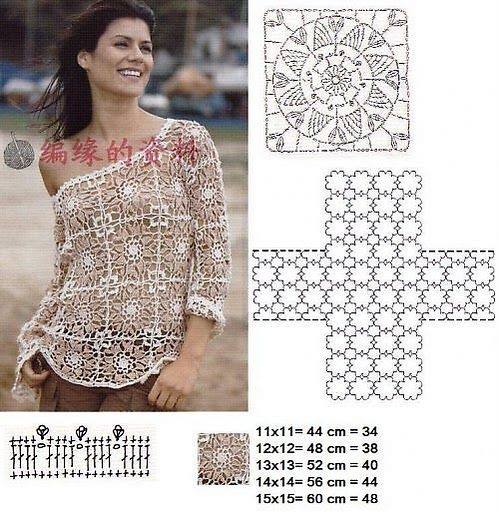 编缘的资料
11x11= 44 cm = 34
12x12= 48 cm = 38
13x13= 52 cm = 40
14x14= 56 cm = 44
15x15= 60 cm = 48